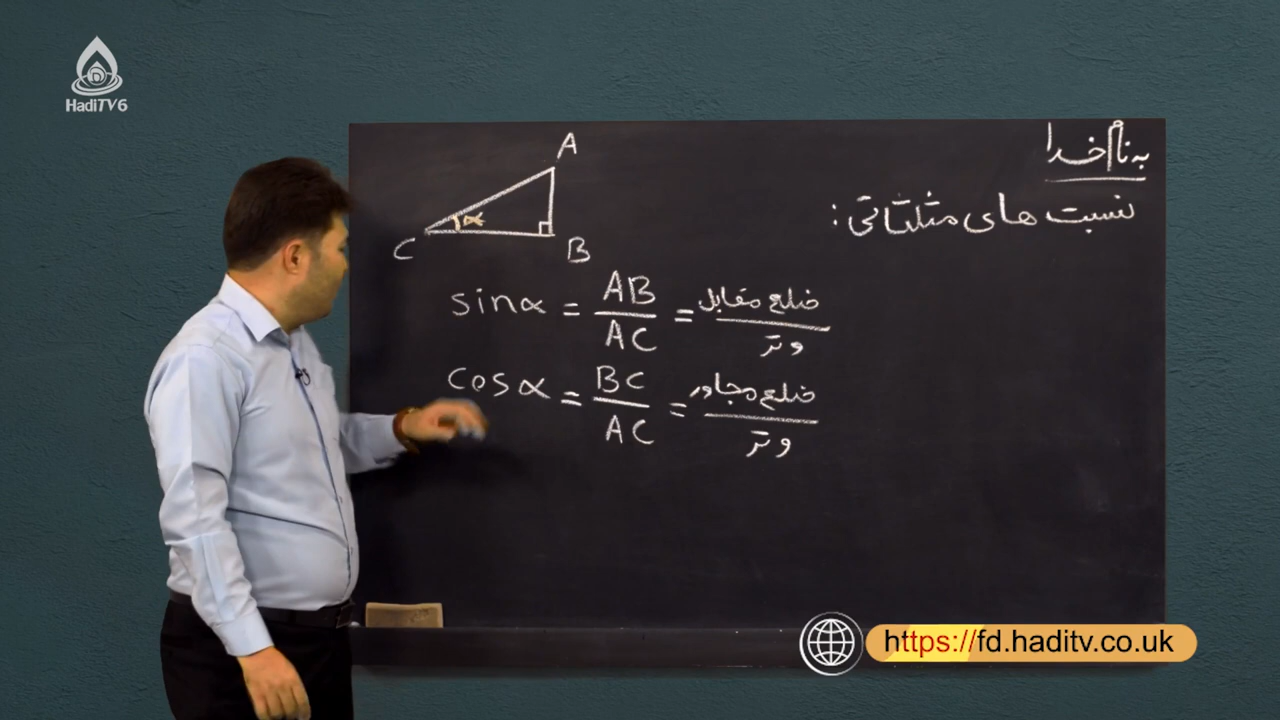 HadiTV6
به نام خدا
نسبت های مثلثاتی :
A
α
C
B
sinα = AB/AC = ضلع مقابل/وتر
cosα = BC/AC = ضلع مجاور/وتر
https://fd.haditv.co.uk